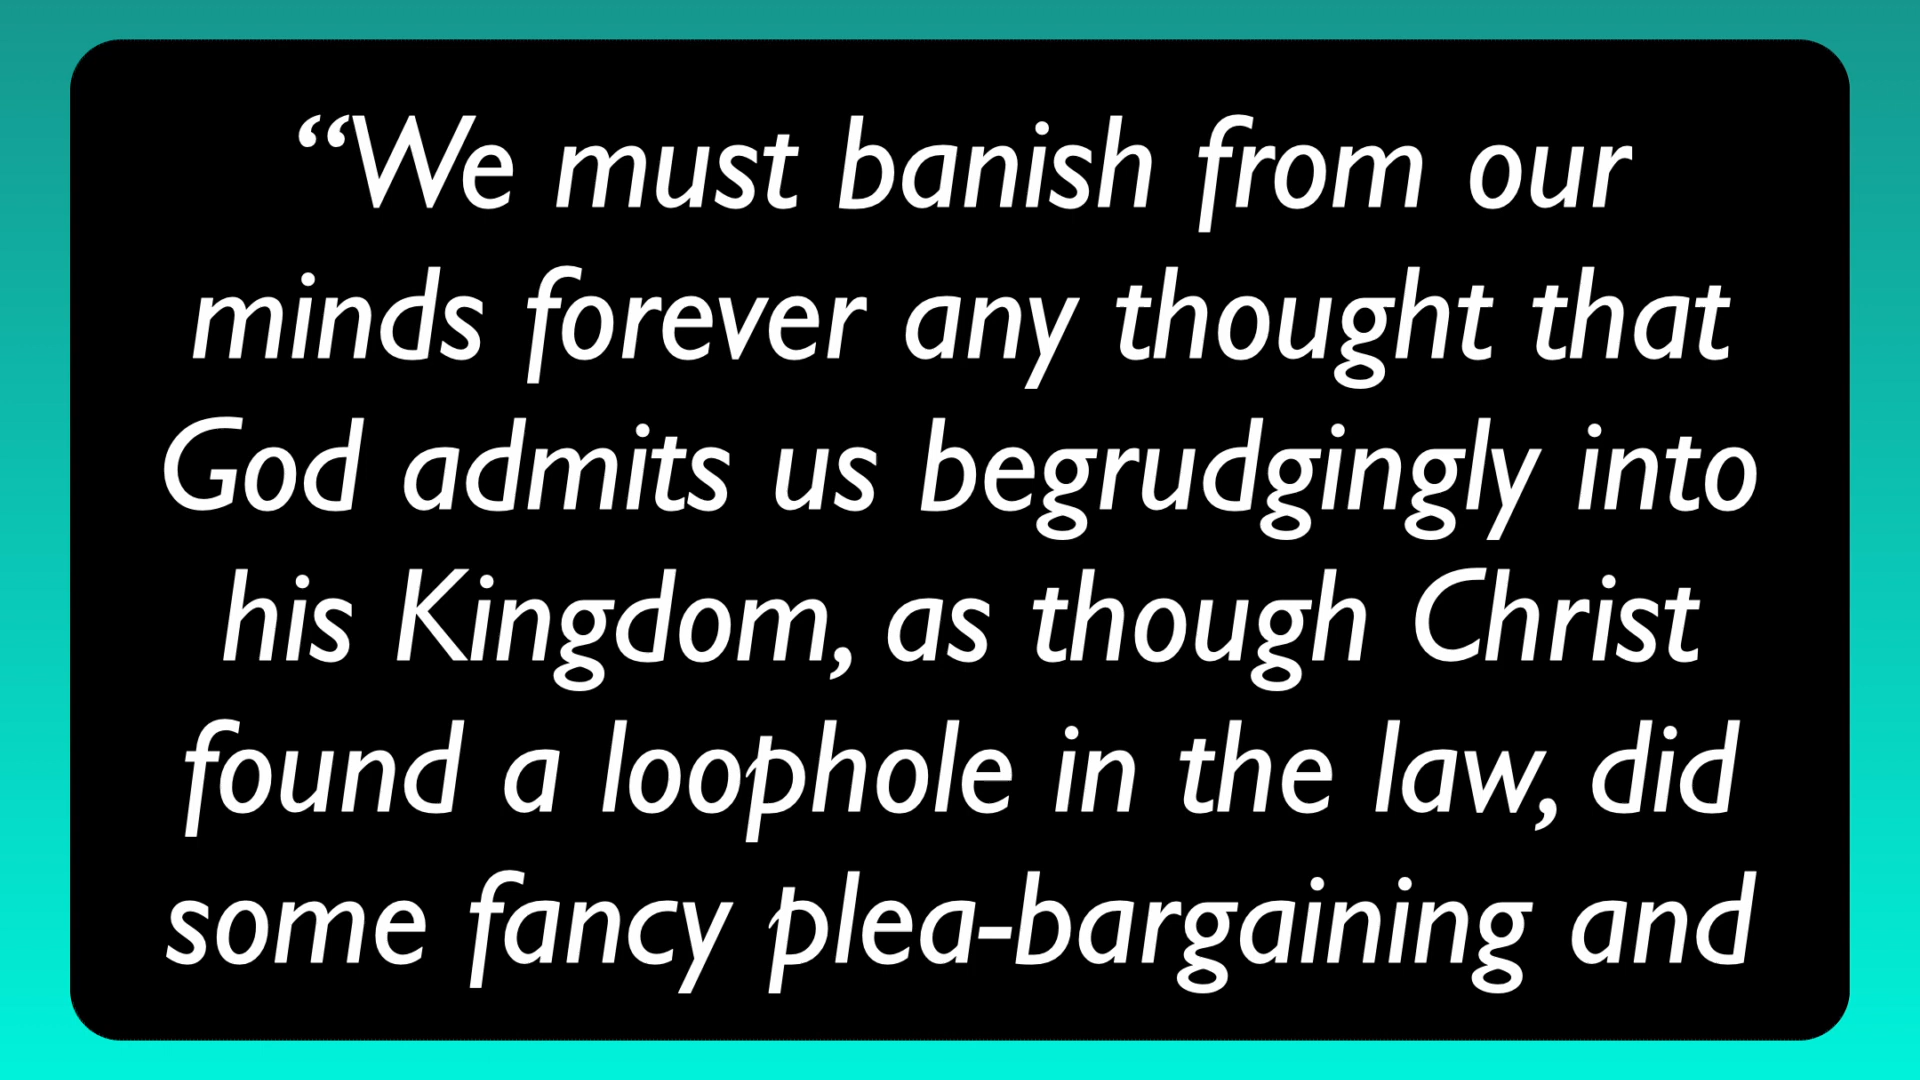 “We must banish from our
minds forever any thought that
God admits us begrudgingly into
his Kingdom, as though Christ
found a loophole in the law, did
some fancy plea-bargaining and